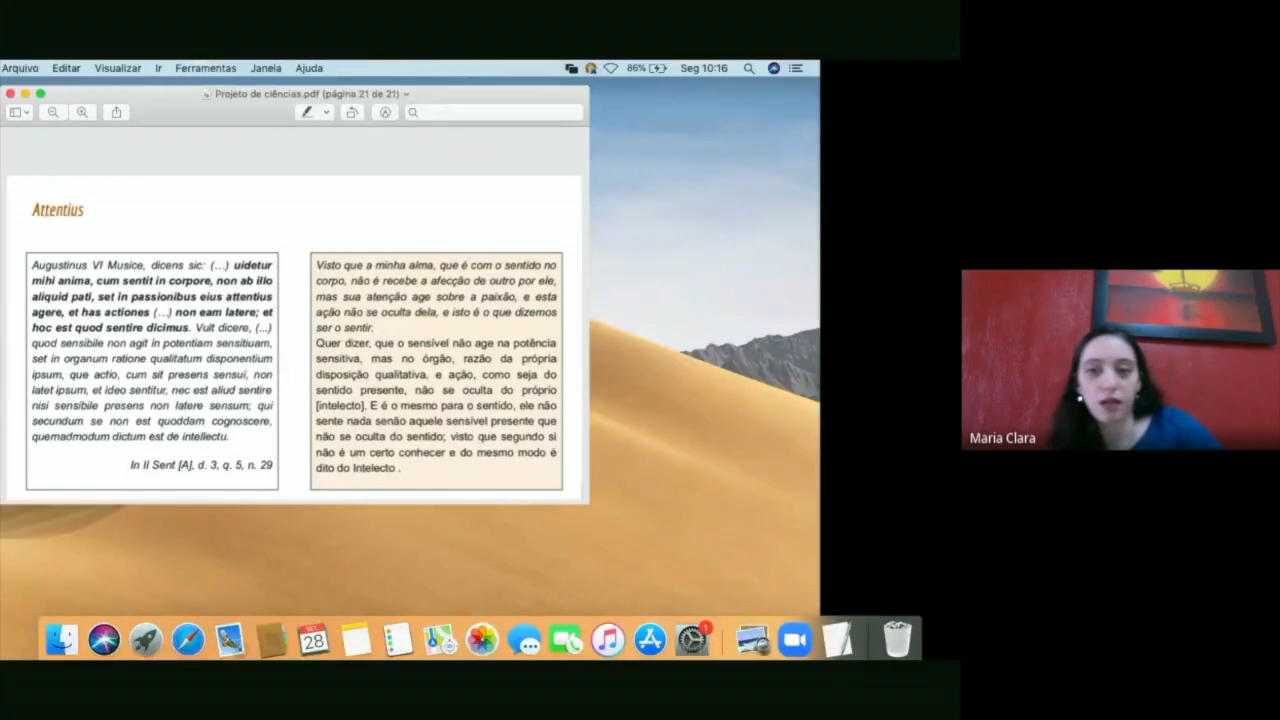 Arquivo Editar Visualizar Ir Ferramentas Janela Ajuda 86% Seg 10:16
Projeto de ciências.pdf (página 21 de 21)
Attentius
Augustinus VI Musice, dicens sic: (...) uidetur
mihi anima, cum sentit in corpore, non ab illo
aliquid pati, set in passionibus eius attentius
agere, et has actiones (...) non eam latere; et
hoc est quod sentire dicimus. Vult dicere, (...)
quod sensibile non agit in potentiam sensitiuam,
set in organum ratione qualitatum disponentium
ipsum, que actio, cum sit presens sensui, non
latet ipsum, et ideo sentitur, nec est aliud sentire
nisi sensibile presens non latere sensum; qui
secundum se non est quoddam cognoscere,
quemadmodum dictum est de intellectu.
In II Sent [A], d. 3, q. 5, n. 29
Visto que a minha alma, que é com o sentido no
corpo, não é recebe a afecção de outro por ele,
mas sua atenção age sobre a paixão, e esta
ação não se oculta dela, e isto é o que dizemos
ser o sentir.
Quer dizer, que o sensível não age na potência
sensitiva, mas no órgão, razão da própria
disposição qualitativa, e ação, como seja do
sentido presente, não se oculta do próprio
[intelecto]. E é o mesmo para o sentido, ele não
sente nada senão aquele sensível presente que
não se oculta do sentido; visto que segundo si
não é um certo conhecer e do mesmo modo é
dito do Intelecto .
Maria Clara
28
1